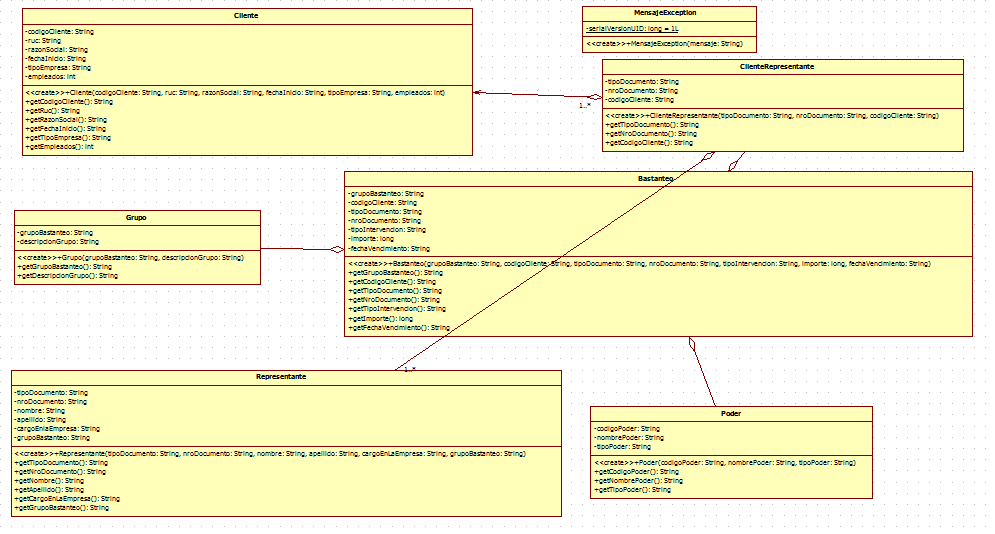 Cliente
-codigoCliente: String
-ruc: String
-razonSocial: String
-fechaInicio: String
-tipoEmpresa: String
-empleados: int
<<create>>+Cliente(codigoCliente: String, ruc: String, razonSocial: String, fechaInicio: String, tipoEmpresa: String, empleados: int)
+getCodigoCliente(): String
+getRuc(): String
+getRazonSocial(): String
+getFechaInicio(): String
+getTipoEmpresa(): String
+getEmpleados(): int
MensajeException
-serialVersionUID: long = 1L
<<create>>+MensajeException(mensaje: String)
ClienteRepresentante
-tipoDocumento: String
-nroDocumento: String
-codigoCliente: String
<<create>>+ClienteRepresentante(tipoDocumento: String, nroDocumento: String, codigoCliente: String)
+getTipoDocumento(): String
+getNroDocumento(): String
+getCodigoCliente(): String
1..*
Bastanteo
-grupoBastanteo: String
-codigoCliente: String
-tipoDocumento: String
-nroDocumento: String
-tipoIntervencion: String
-importe: long
-fechaVencimiento: String
<<create>>+Bastanteo(grupoBastanteo: String, codigoCliente: String, tipoDocumento: String, nroDocumento: String, tipoIntervencion: String, importe: long, fechaVencimiento: String)
+getGrupoBastanteo(): String
+getCodigoCliente(): String
+getTipoDocumento(): String
+getNroDocumento(): String
+getTipoIntervencion(): String
+getImporte(): long
+getFechaVencimiento(): String
Grupo
-grupoBastanteo: String
-descripcionGrupo: String
<<create>>+Grupo(grupoBastanteo: String, descripcionGrupo: String)
+getGrupoBastanteo(): String
+getDescripcionGrupo(): String
1..*
Representante
-tipoDocumento: String
-nroDocumento: String
-nombre: String
-apellido: String
-cargoEnlaEmpresa: String
-grupoBastanteo: String
<<create>>+Representante(tipoDocumento: String, nroDocumento: String, nombre: String, apellido: String, cargoEnLaEmpresa: String, grupoBastanteo: String)
+getTipoDocumento(): String
+getNroDocumento(): String
+getNombre(): String
+getApellido(): String
+getCargoEnLaEmpresa(): String
+getGrupoBastanteo(): String
Poder
-codigoPoder: String
-nombrePoder: String
-tipoPoder: String
<<create>>+Poder(codigoPoder: String, nombrePoder: String, tipoPoder: String)
+getCodigoPoder(): String
+getNombrePoder(): String
+getTipoPoder(): String